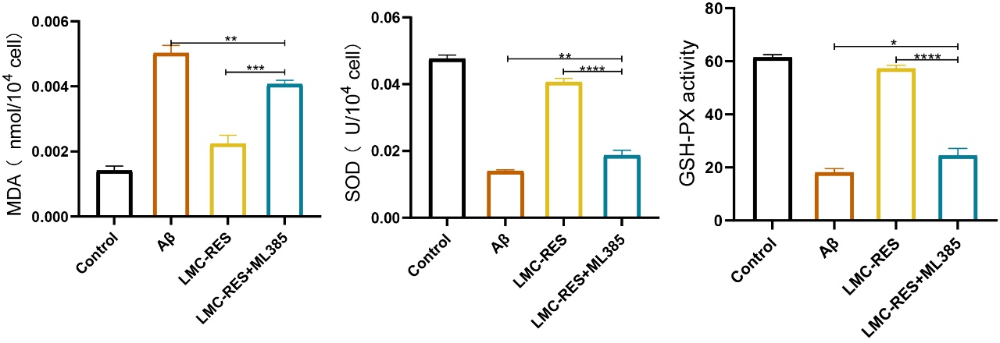 MDA ( nmol/10⁴ cell)
0.006
0.004
0.002
0.000
**
***
Control
Aβ
LMC-RES
LMC-RES+ML385
SOD ( U/10⁴ cell)
0.06
0.04
0.02
0.00
**
****
Control
Aβ
LMC-RES
LMC-RES+ML385
GSH-PX activity
80
60
40
20
0
*
****
Control
Aβ
LMC-RES
LMC-RES+ML385